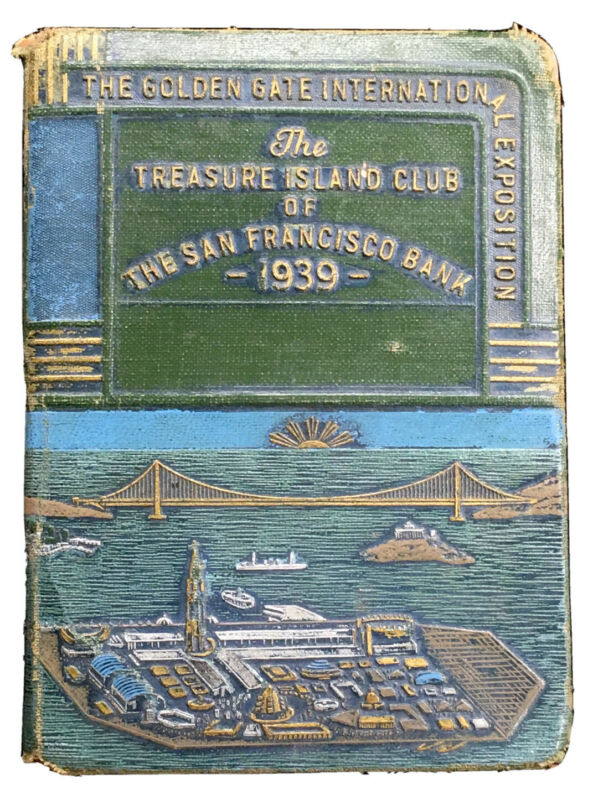 THE GOLDEN GATE INTERNATIONAL EXPOSITION
The
TREASURE ISLAND CLUB
OF
THE SAN FRANCISCO BANK
- 1939 -